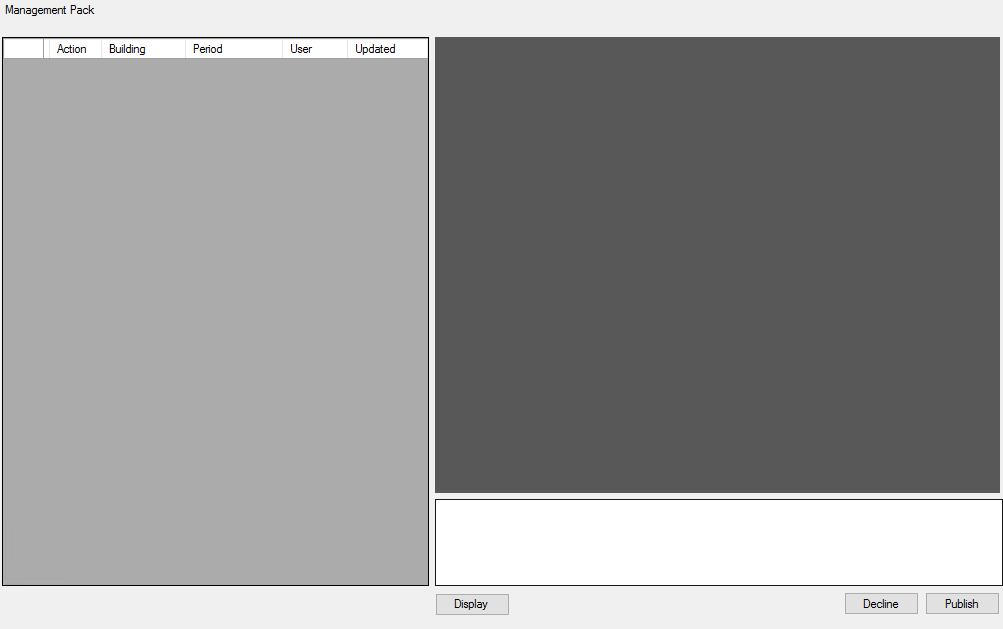 Management Pack
Action Building Period User Updated
Display Decline Publish